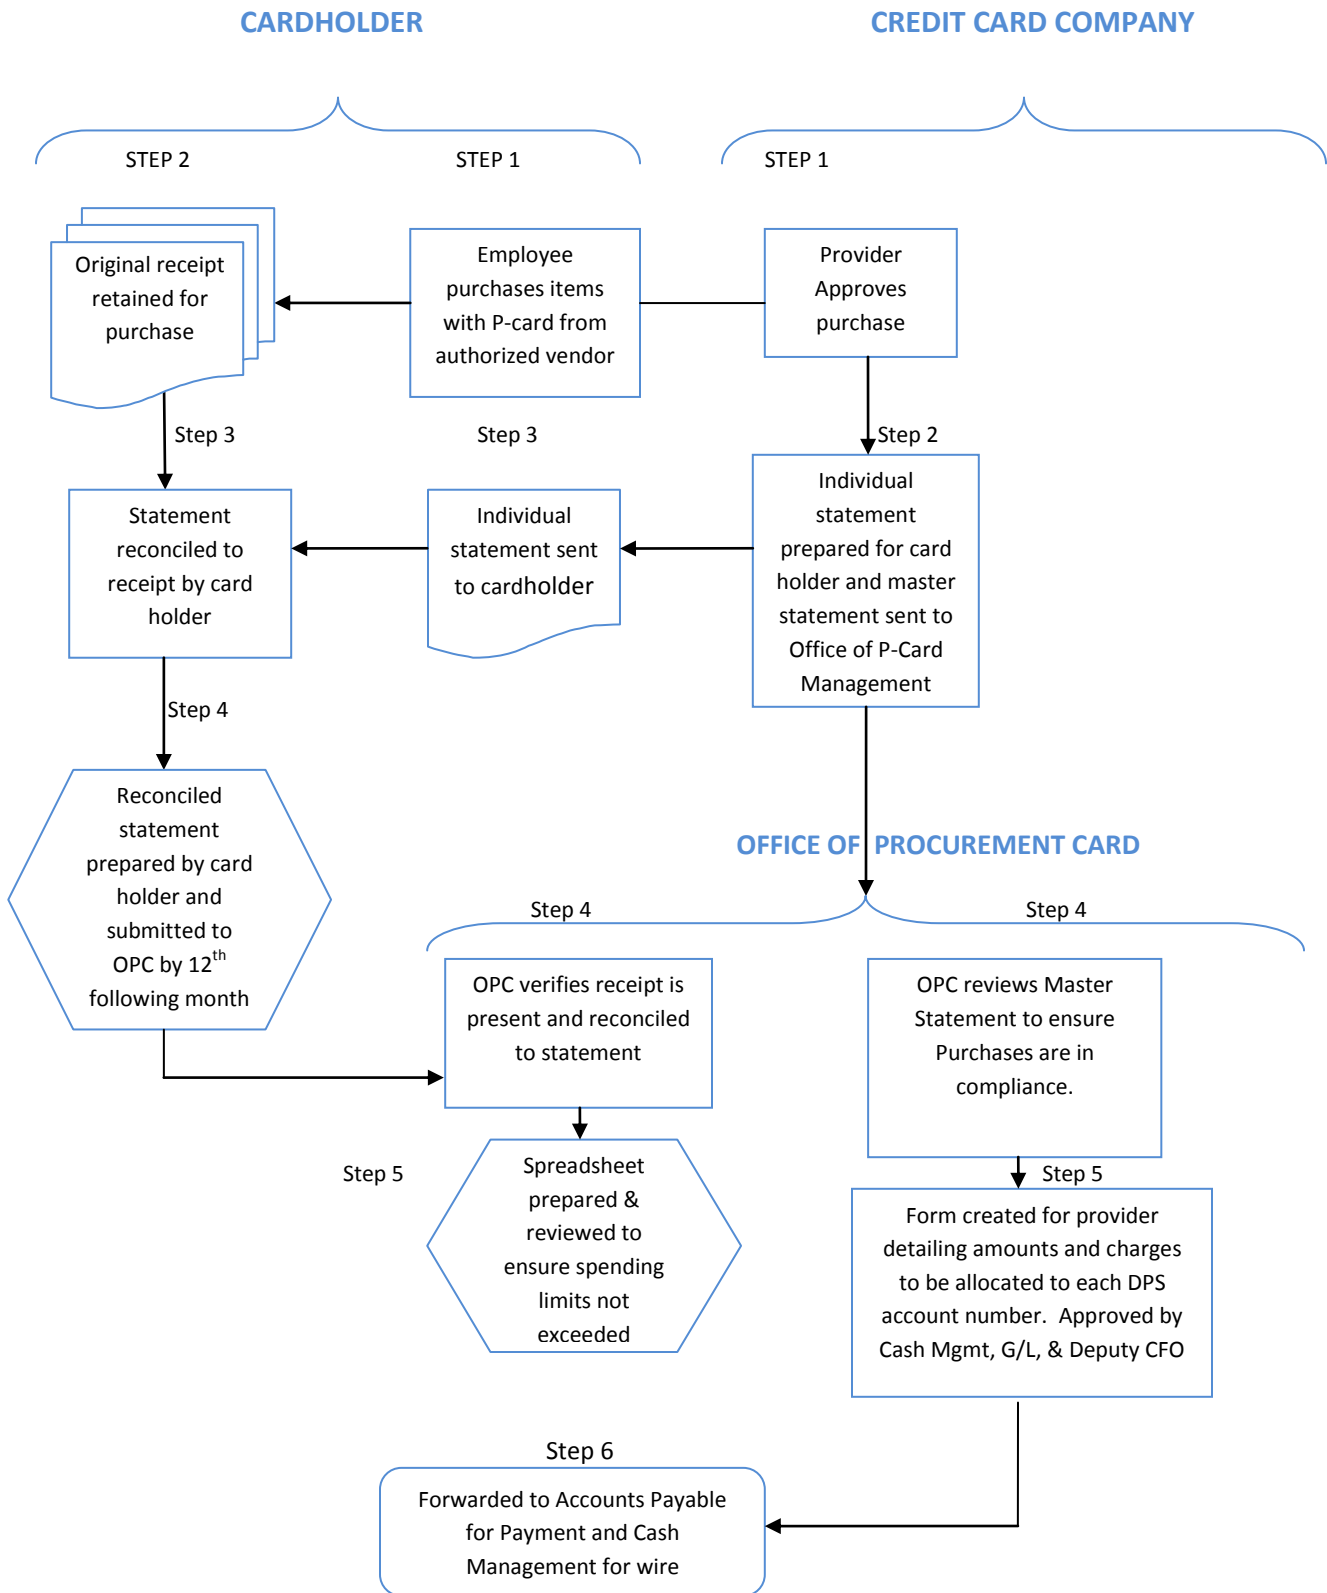 CARDHOLDER
CREDIT CARD COMPANY
STEP 2
STEP 1
STEP 1
Original receipt
retained for
purchase
Employee
purchases items
with P-card from
authorized vendor
Provider
Approves
purchase
Step 3
Step 3
Step 2
Statement
reconciled to
receipt by card
holder
Individual
statement sent
to cardholder
Individual
statement
prepared for card
holder and master
statement sent to
Office of P-Card
Management
Step 4
Reconciled
statement
prepared by card
holder and
submitted to
OPC by 12th
following month
OFFICE OF PROCUREMENT CARD
Step 4
Step 4
OPC verifies receipt is
present and reconciled
to statement
OPC reviews Master
Statement to ensure
Purchases are in
compliance.
Step 5
Step 5
Spreadsheet
prepared &
reviewed to
ensure spending
limits not
exceeded
Form created for provider
detailing amounts and charges
to be allocated to each DPS
account number. Approved by
Cash Mgmt, G/L, & Deputy CFO
Step 6
Forwarded to Accounts Payable
for Payment and Cash
Management for wire